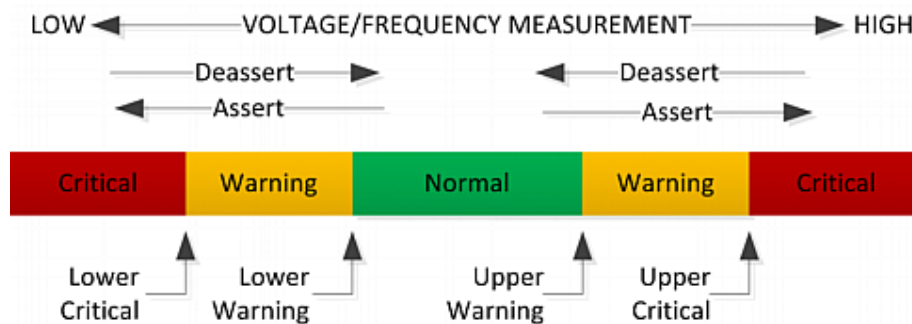 LOW VOLTAGE/FREQUENCY MEASUREMENT HIGH
Deassert Deassert
Assert Assert
Critical Warning Normal Warning Critical
Lower Lower Upper Upper
Critical Warning Warning Critical